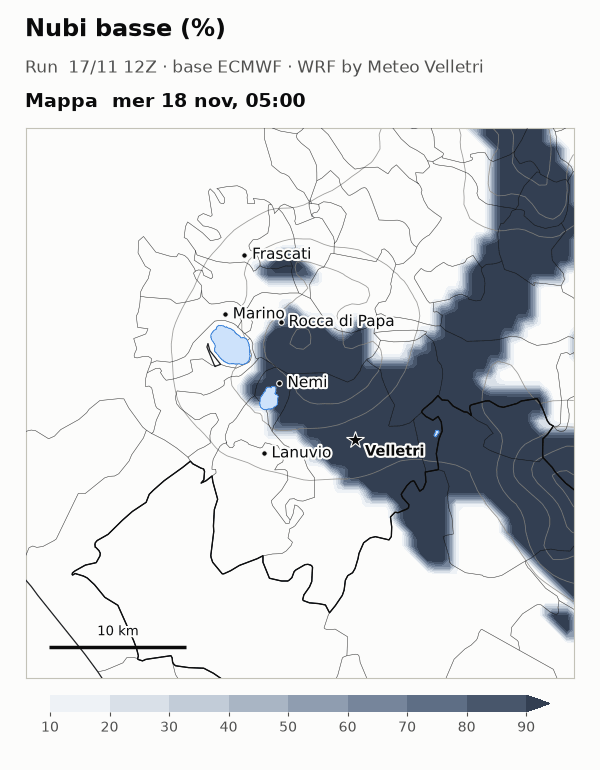 Nubi basse (%)
Run  17/11 12Z · base ECMWF · WRF by Meteo Velletri
Mappa  mer 18 nov, 05:00
Frascati
Marino
Rocca di Papa
Nemi
Velletri
Lanuvio
10 km
10 20 30 40 50 60 70 80 90